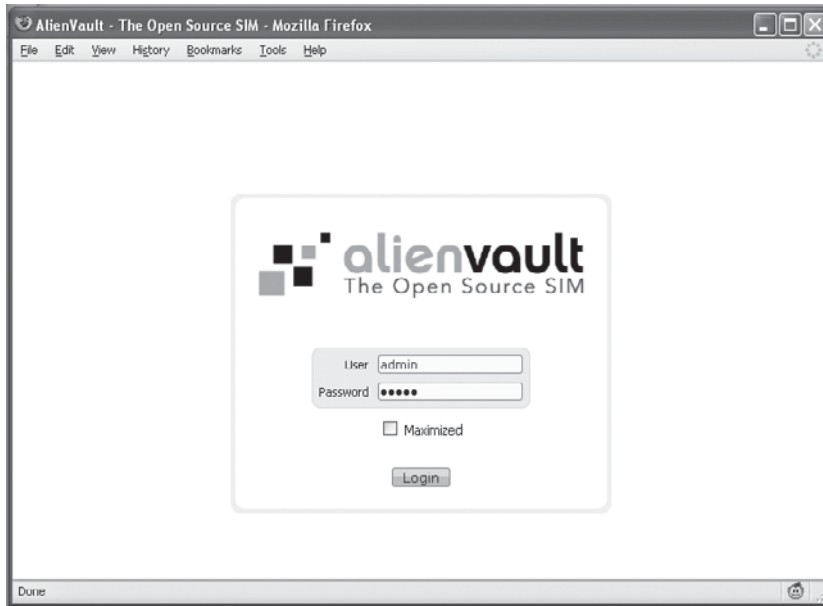 AlienVault - The Open Source SIM - Mozilla Firefox
File Edit View History Bookmarks Tools Help
alienvault
The Open Source SIM
User admin
Password •••••
Maximized
Login
Done